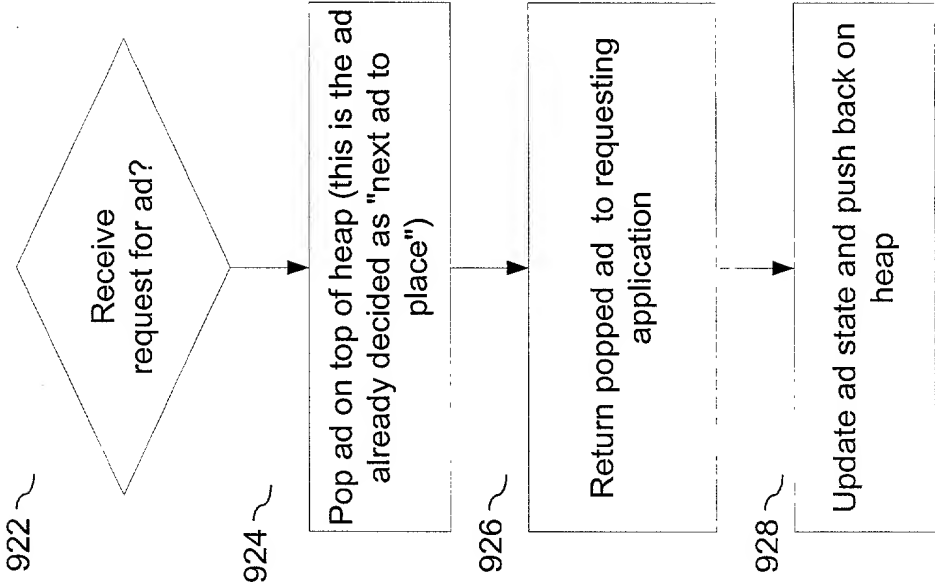 922
Receive
request for ad?
924
Pop ad on top of heap (this is the ad
already decided as "next ad to
place")
926
Return popped ad to requesting
application
928
Update ad state and push back on
heap